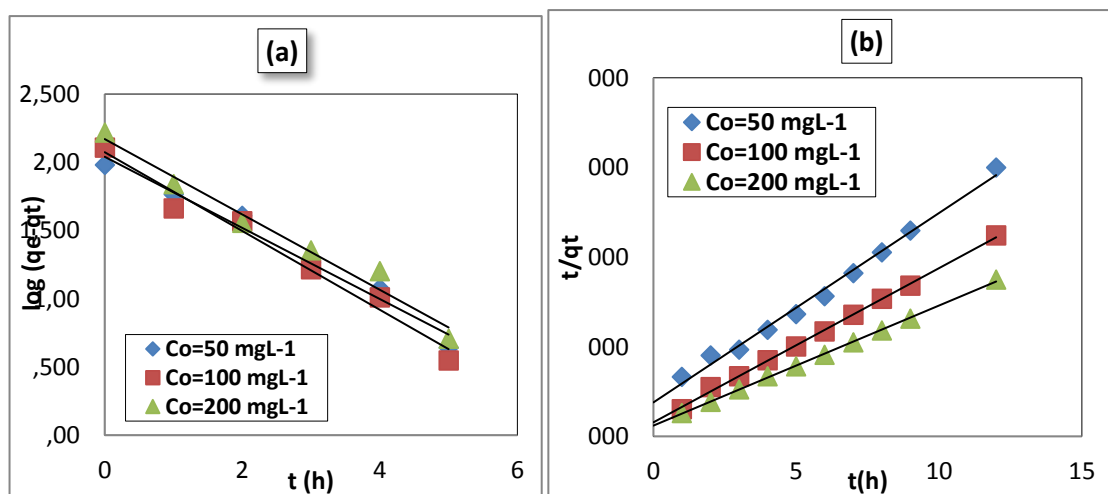 (a)
2,500
2,00
1,500
1,00
,500
,00
log (qe-qt)
Co=50 mgL-1
Co=100 mgL-1
Co=200 mgL-1
0
2
4
6
t (h)
(b)
000
000
000
000
000
t/qt
Co=50 mgL-1
Co=100 mgL-1
Co=200 mgL-1
0
5
10
15
t(h)